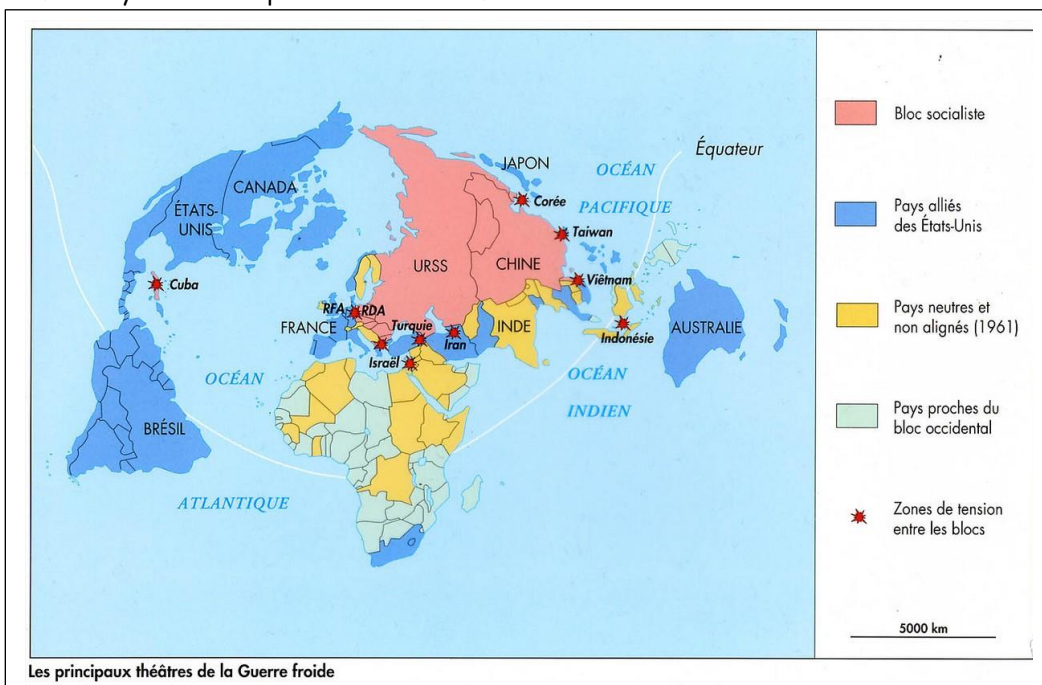 JAPON
OCÉAN
Équateur
PACIFIQUE
CANADA
ÉTATS-
UNIS
Corée
Taiwan
URSS
CHINE
Cuba
Viêtnam
RFA
RDA
FRANCE
Turquie
Iran
INDE
Indonésie
AUSTRALIE
Israël
OCÉAN
OCÉAN
INDIEN
BRÉSIL
ATLANTIQUE
Bloc socialiste
Pays alliés
des États-Unis
Pays neutres et
non alignés (1961)
Pays proches du
bloc occidental
Zones de tension
entre les blocs
5000 km
Les principaux théâtres de la Guerre froide